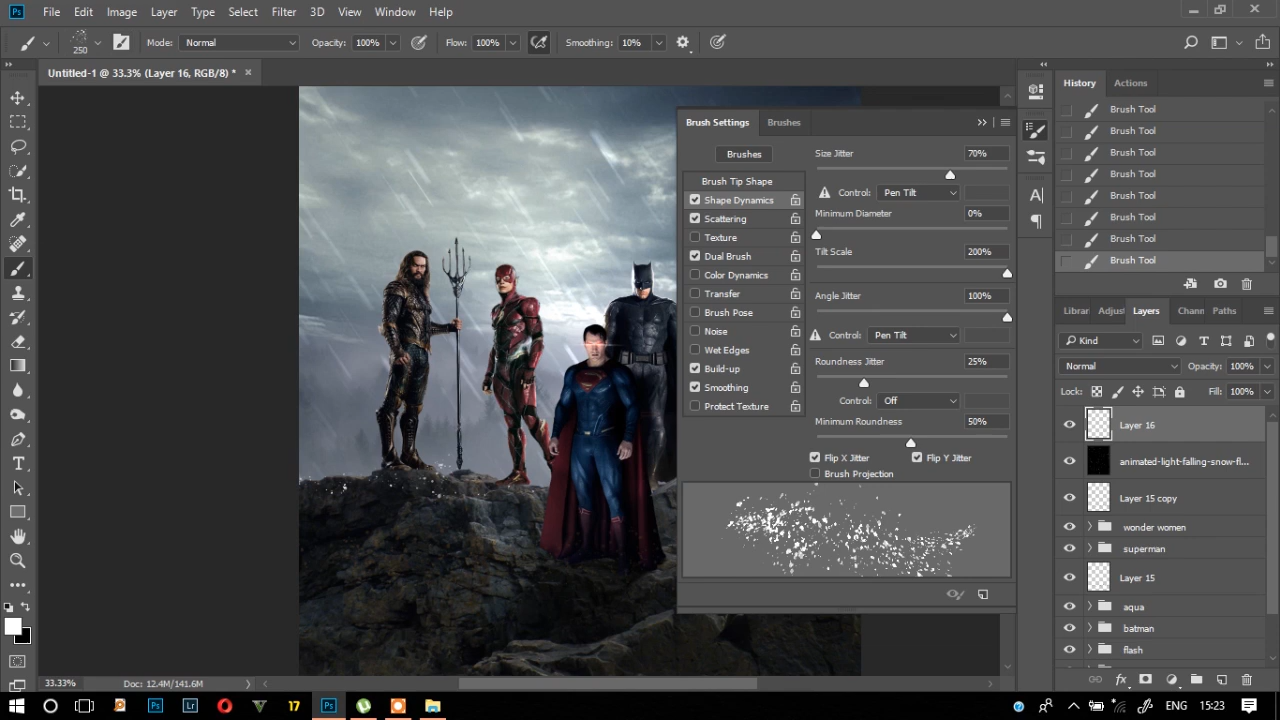 Ps File Edit Image Layer Type Select Filter 3D View Window Help
250 Mode: Normal Opacity: 100% Flow: 100% Smoothing: 10%
Untitled-1 @ 33.3% (Layer 16, RGB/8) *
Brush Settings Brushes
Brushes
Brush Tip Shape
Shape Dynamics
Scattering
Texture
Dual Brush
Color Dynamics
Transfer
Brush Pose
Noise
Wet Edges
Build-up
Smoothing
Protect Texture
Size Jitter 70%
Control: Pen Tilt
Minimum Diameter 0%
Tilt Scale 200%
Angle Jitter 100%
Control: Pen Tilt
Roundness Jitter 25%
Control: Off
Minimum Roundness 50%
Flip X Jitter Flip Y Jitter
Brush Projection
History Actions
Brush Tool
Brush Tool
Brush Tool
Brush Tool
Brush Tool
Brush Tool
Brush Tool
Brush Tool
Librar Adjus Layers Chann Paths
Kind
Normal Opacity: 100%
Lock: Fill: 100%
Layer 16
animated-light-falling-snow-fl...
Layer 15 copy
wonder women
superman
Layer 15
aqua
batman
flash
33.33% Doc: 12.4M/141.6M
Ps Lr 17 Ps ENG 15:23